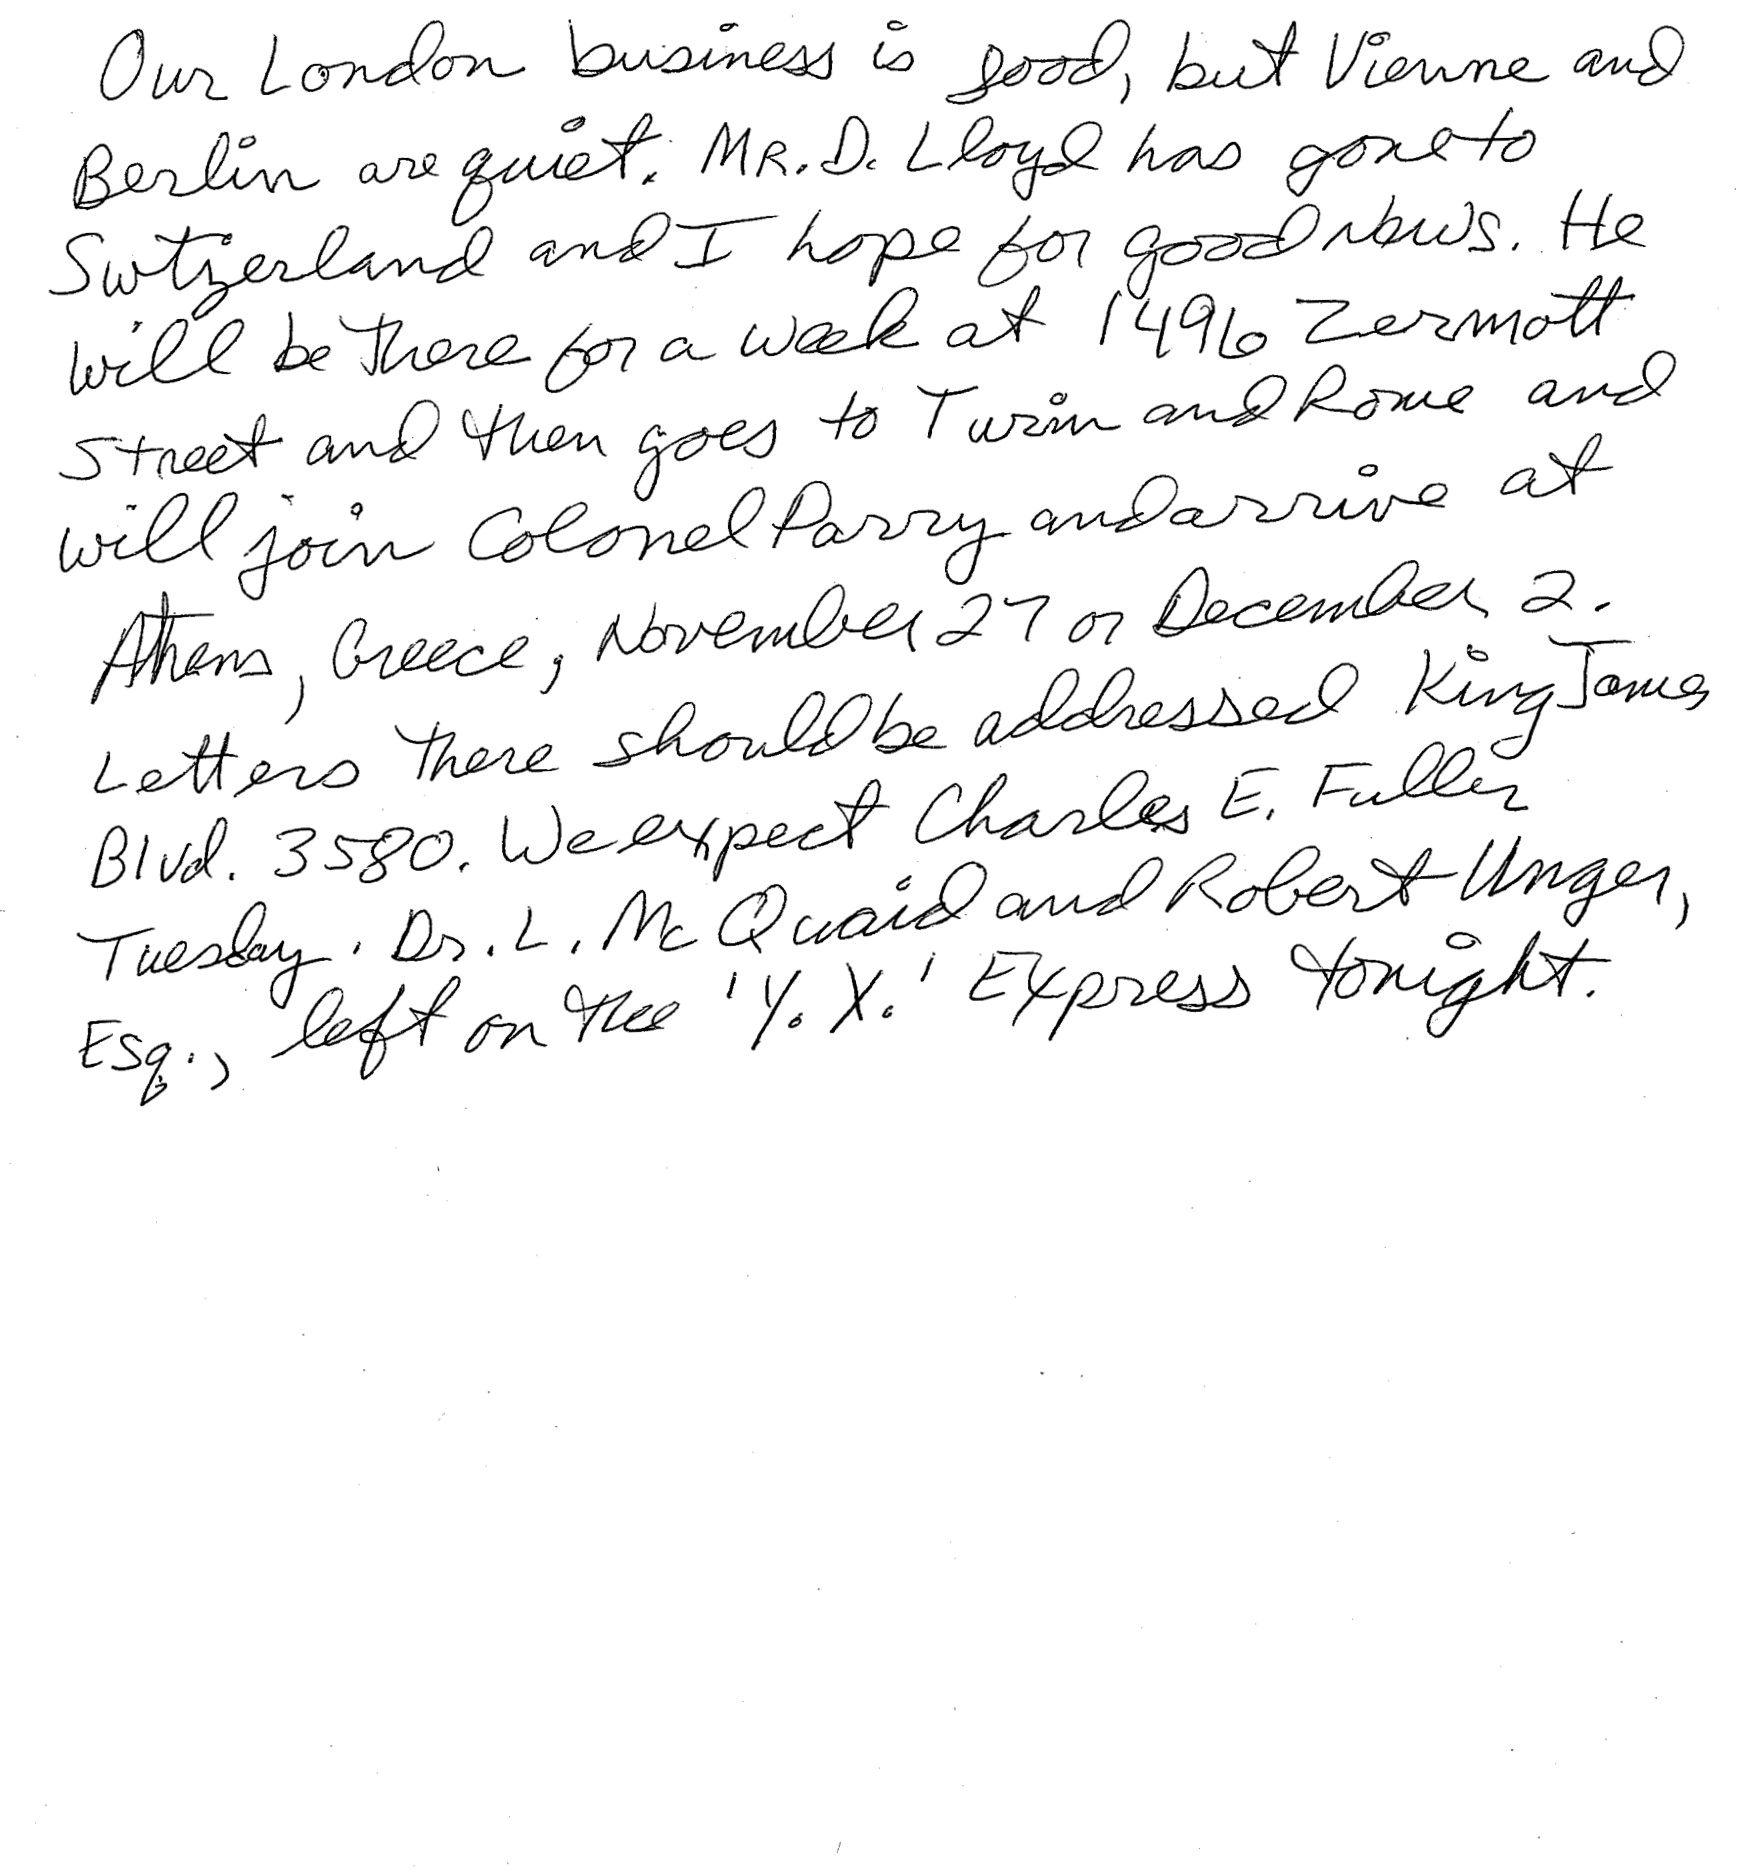 Our London business is good, but Vienne and
Berlin are quiet. MR. D. Lloyd has gone to
Switzerland and I hope for good news. He
will be there for a week at 1496 Zermott
street and then goes to Turin and Rome and
will join Colonel Parry and arrive at
Athens, Greece, November 27 or December 2.
Letters there should be addressed King James
Blvd. 3580. We expect Charles E. Fuller
Tuesday. Dr. L. Mc Quaid and Robert Unger,
Esq., left on the 'Y. X.' Express tonight.